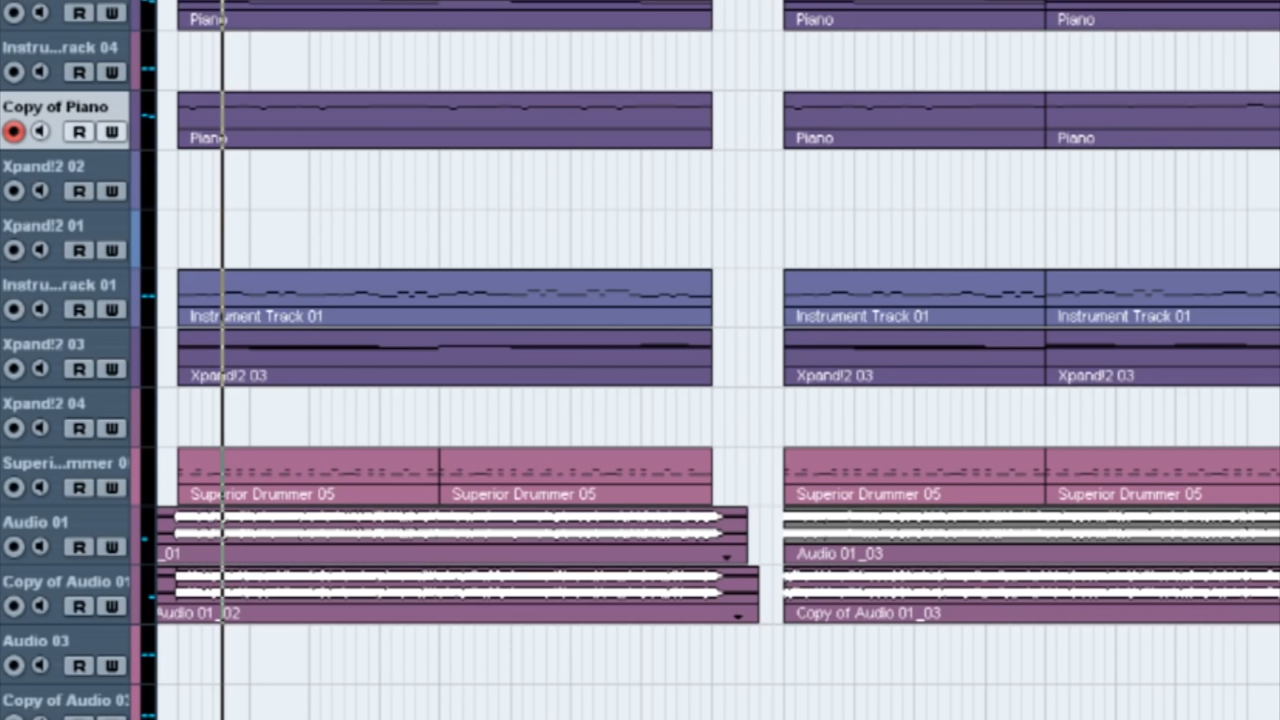 R W Piano Piano Piano
Instru...rack 04
R W
Copy of Piano
R W Piano Piano Piano
Xpand!2 02
R W
Xpand!2 01
R W
Instru...rack 01
R W Instrument Track 01 Instrument Track 01 Instrument Track 01
Xpand!2 03
R W Xpand!2 03 Xpand!2 03 Xpand!2 03
Xpand!2 04
R W
Superi...mmer 0
R W Superior Drummer 05 Superior Drummer 05 Superior Drummer 05 Superior Drummer 05
Audio 01
R W _01 Audio 01_03
Copy of Audio 01
R W Audio 01_02 Copy of Audio 01_03
Audio 03
R W
Copy of Audio 0